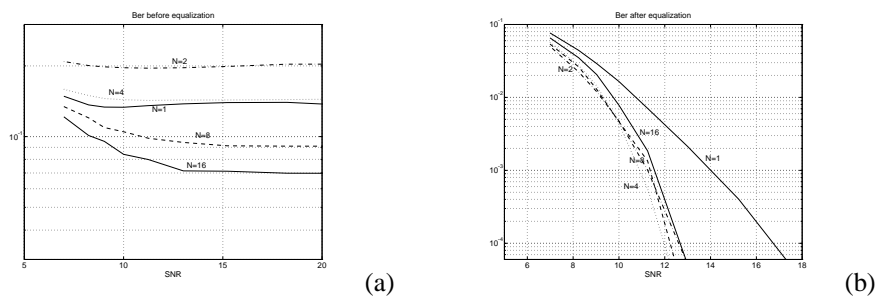 Ber before equalization
N=2
N=4
N=1
10^-1
N=8
N=16
5
10
15
20
SNR
(a)
Ber after equalization
10^-1
N=2
10^-2
N=16
N=8
N=1
10^-3
N=4
10^-4
6
8
10
12
14
16
18
SNR
(b)